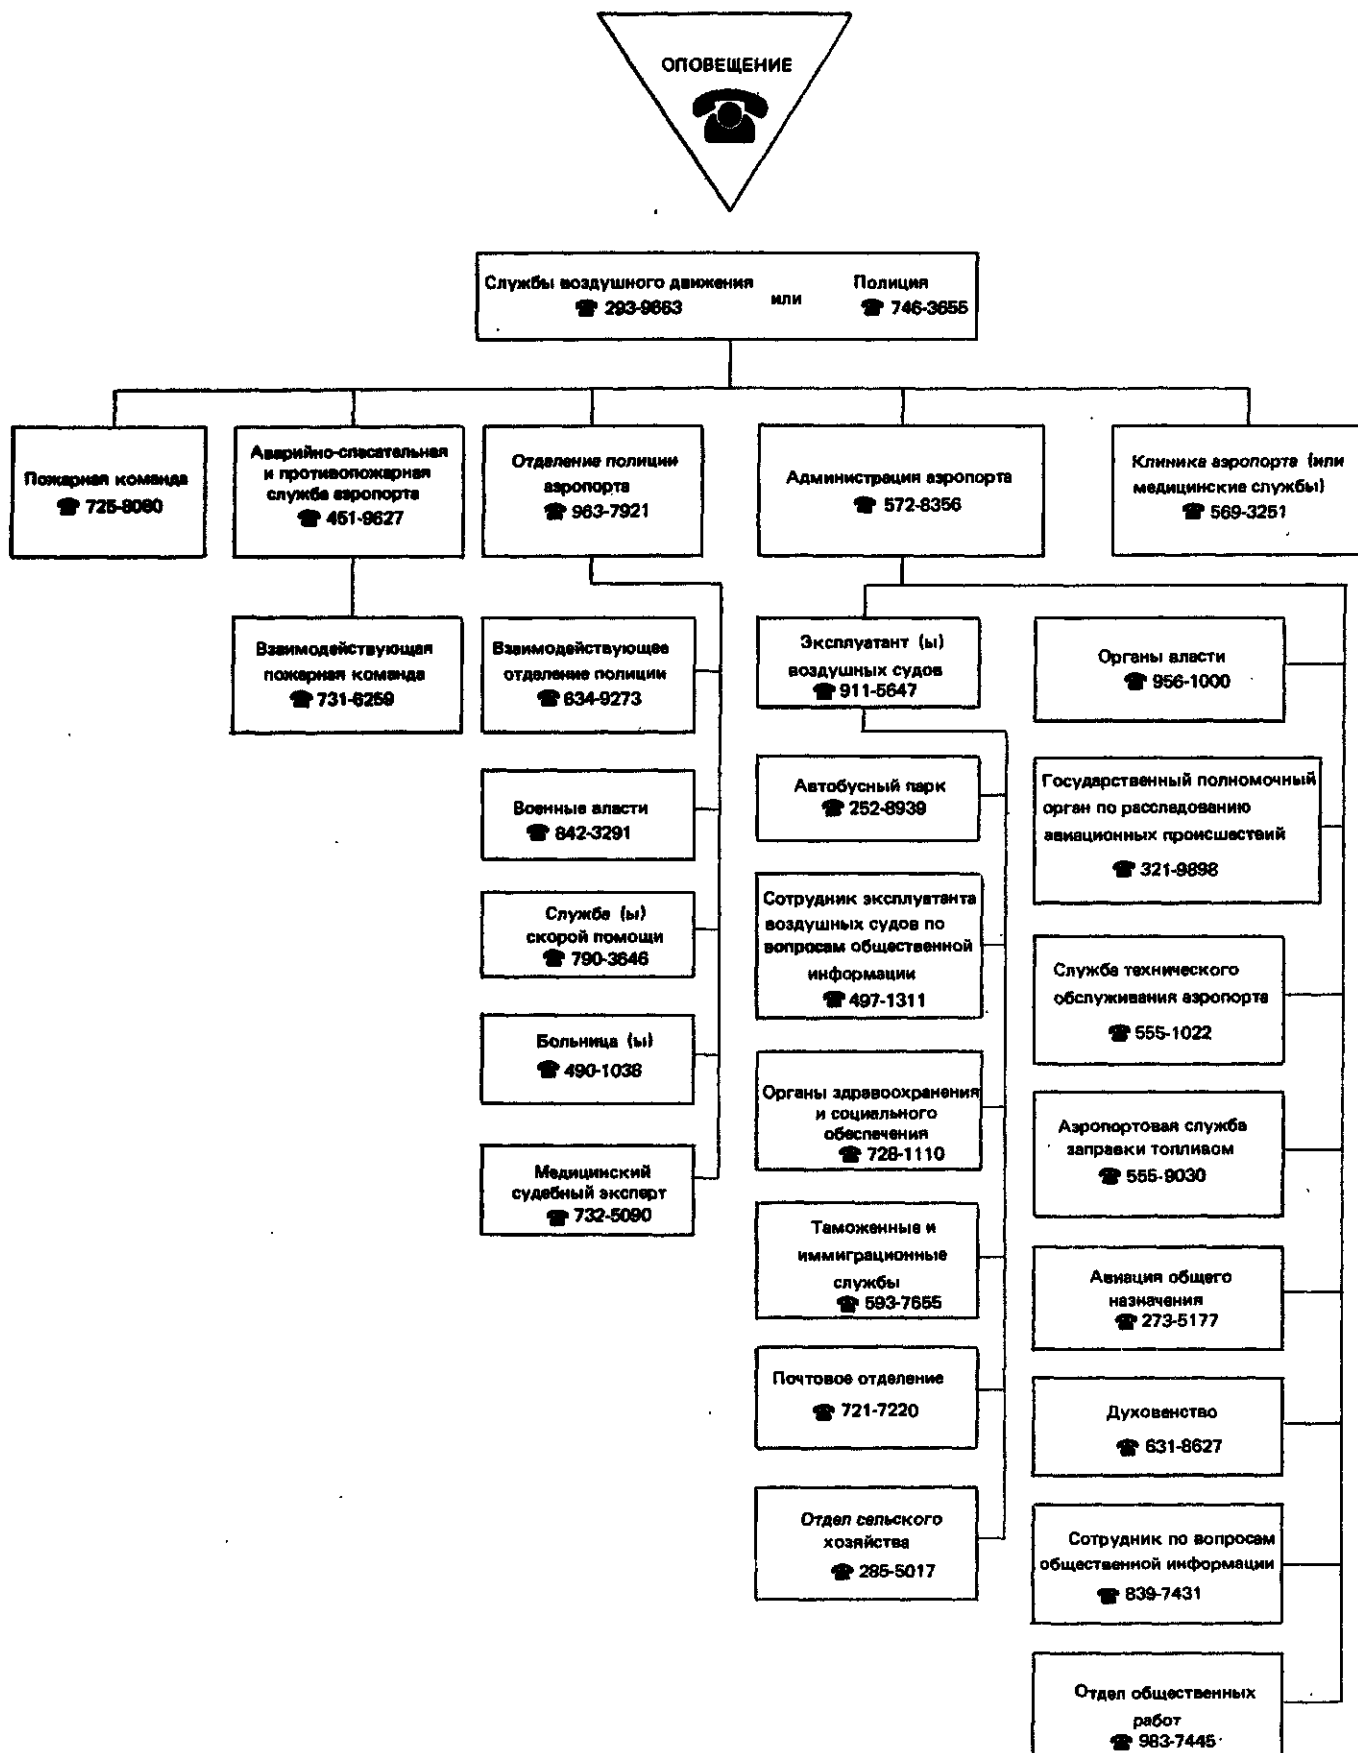 ОПОВЕЩЕНИЕ
Службы воздушного движения
☎ 293-9663
или
Полиция
☎ 746-3655
Пожарная команда
☎ 725-8080
Аварийно-спасательная
и противопожарная
служба аэропорта
☎ 451-9627
Отделение полиции
аэропорта
☎ 963-7921
Администрация аэропорта
☎ 572-8356
Клиника аэропорта (или
медицинские службы)
☎ 569-3251
Взаимодействующая
пожарная команда
☎ 731-6259
Взаимодействующее
отделение полиции
☎ 634-9273
Военные власти
☎ 842-3291
Служба (ы)
скорой помощи
☎ 790-3646
Больница (ы)
☎ 490-1038
Медицинский
судебный эксперт
☎ 732-5090
Эксплуатант (ы)
воздушных судов
☎ 911-5647
Автобусный парк
☎ 252-8939
Сотрудник эксплуатанта
воздушных судов по
вопросам общественной
информации
☎ 497-1311
Органы здравоохранения
и социального
обеспечения
☎ 728-1110
Таможенные и
иммиграционные
службы
☎ 593-7655
Почтовое отделение
☎ 721-7220
Отдел сельского
хозяйства
☎ 285-5017
Органы власти
☎ 956-1000
Государственный полномочный
орган по расследованию
авиационных происшествий
☎ 321-9898
Служба технического
обслуживания аэропорта
☎ 555-1022
Аэропортовая служба
заправки топливом
☎ 555-9030
Авиация общего
назначения
☎ 273-5177
Духовенство
☎ 631-8627
Сотрудник по вопросам
общественной информации
☎ 839-7431
Отдел общественных
работ
☎ 983-7445